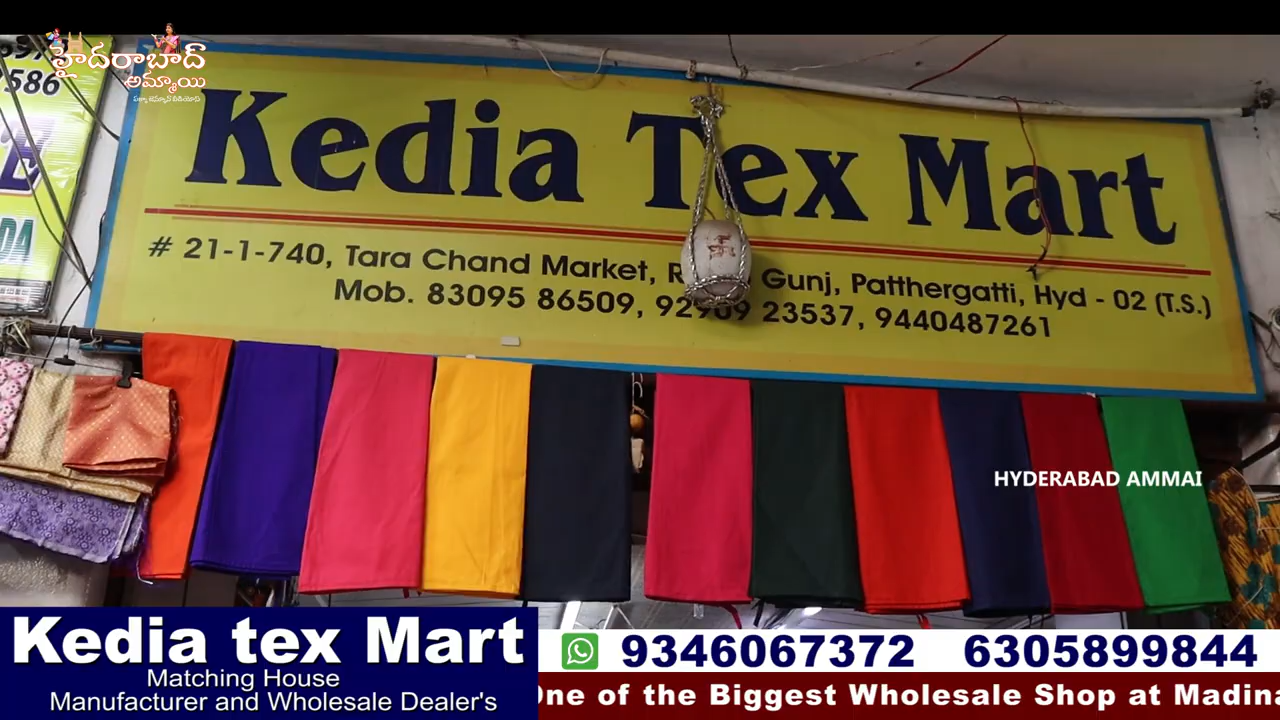 హైదరాబాద్
అమ్మాయి
586
Kedia Tex Mart
# 21-1-740, Tara Chand Market, Gunj, Patthergatti, Hyd - 02 (T.S.)
Mob. 83095 86509, 23537, 9440487261
HYDERABAD AMMAI
Kedia tex Mart
Matching House
Manufacturer and Wholesale Dealer's
9346067372 6305899844
One of the Biggest Wholesale Shop at Madina